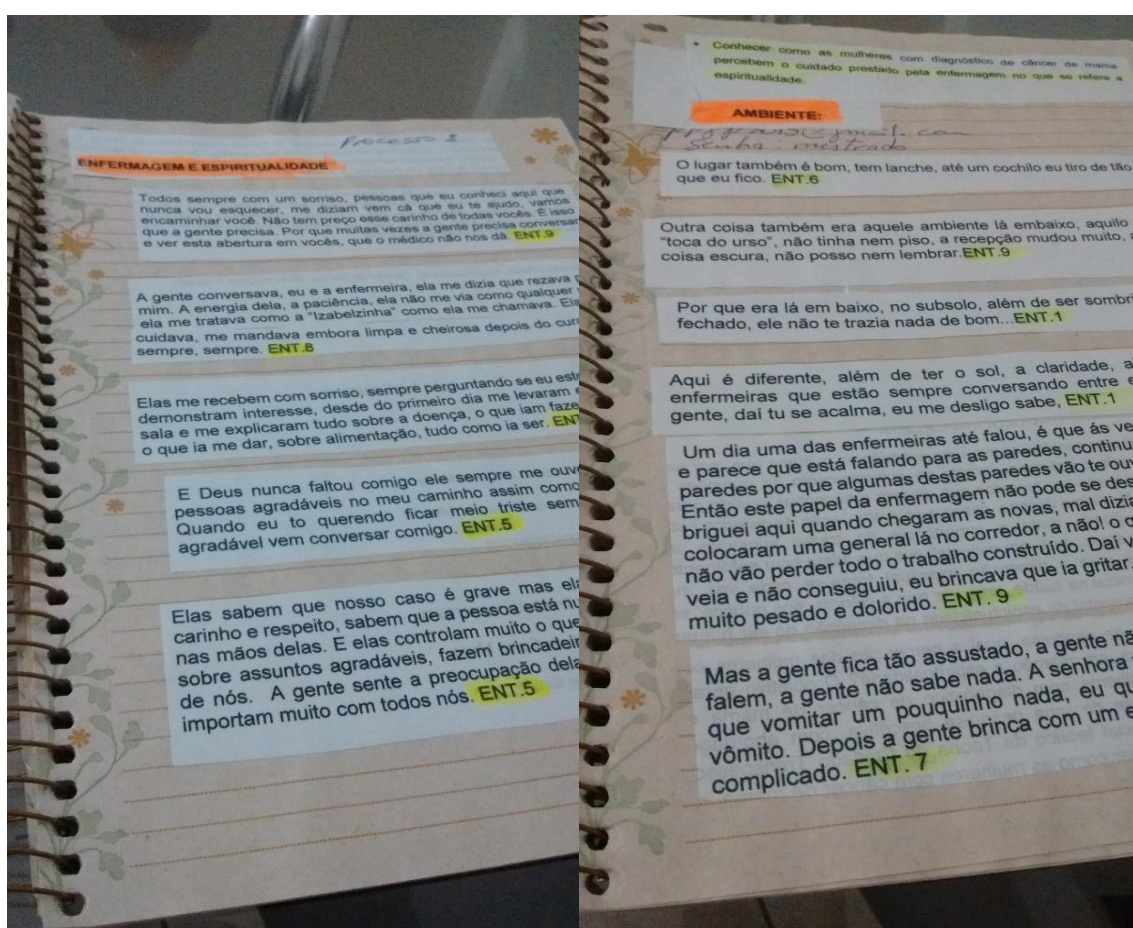 Processo 2
ENFERMAGEM E ESPIRITUALIDADE
Todos sempre com um sorriso, pessoas que eu conheci aqui que
nunca vou esquecer, me diziam vem cá que eu te ajudo, vamos
encaminhar você. Não tem preço esse carinho de todas vocês. É isso
que a gente precisa. Por que muitas vezes a gente precisa conversar
e ver esta abertura em vocês, que o médico não nos dá. ENT.9
A gente conversava, eu e a enfermeira, ela me dizia que rezava
mim. A energia dela, a paciência, ela não me via como qualquer
ela me tratava como a "Izabelzinha" como ela me chamava. Ela
cuidava, me mandava embora limpa e cheirosa depois do
sempre, sempre. ENT.8
Elas me recebem com sorriso, sempre perguntando se eu
demonstram interesse, desde do primeiro dia me levaram
sala e me explicaram tudo sobre a doença, o que iam
o que ia me dar, sobre alimentação, tudo como ia ser.
E Deus nunca faltou comigo ele sempre me
pessoas agradáveis no meu caminho assim como
Quando eu to querendo ficar meio triste
agradável vem conversar comigo. ENT.5
Elas sabem que nosso caso é grave mas
carinho e respeito, sabem que a pessoa está
nas mãos delas. E elas controlam muito o que
sobre assuntos agradáveis, fazem
de nós. A gente sente a preocupação
importam muito com todos nós. ENT.5
• Conhecer como as mulheres com diagnóstico de câncer de mama
percebem o cuidado prestado pela enfermagem no que se refere a
espiritualidade.
AMBIENTE:
Senha: mestrado
O lugar também é bom, tem lanche, até um cochilo eu tiro de tão
que eu fico. ENT.6
Outra coisa também era aquele ambiente lá embaixo, aquilo
"toca do urso", não tinha nem piso, a recepção mudou muito,
coisa escura, não posso nem lembrar.ENT.9
Por que era lá em baixo, no subsolo, além de ser
fechado, ele não te trazia nada de bom...ENT.1
Aqui é diferente, além de ter o sol, a claridade,
enfermeiras que estão sempre conversando entre
gente, daí tu se acalma, eu me desligo sabe, ENT.1
Um dia uma das enfermeiras até falou, é que ás
e parece que está falando para as paredes,
paredes por que algumas destas paredes vão te
Então este papel da enfermagem não pode se
briguei aqui quando chegaram as novas, mal
colocaram uma general lá no corredor, a não! o
não vão perder todo o trabalho construído. Daí
veia e não conseguiu, eu brincava que ia gritar.
muito pesado e dolorido. ENT. 9
Mas a gente fica tão assustado, a gente
falem, a gente não sabe nada. A senhora
que vomitar um pouquinho nada, eu
vômito. Depois a gente brinca com um
complicado. ENT. 7